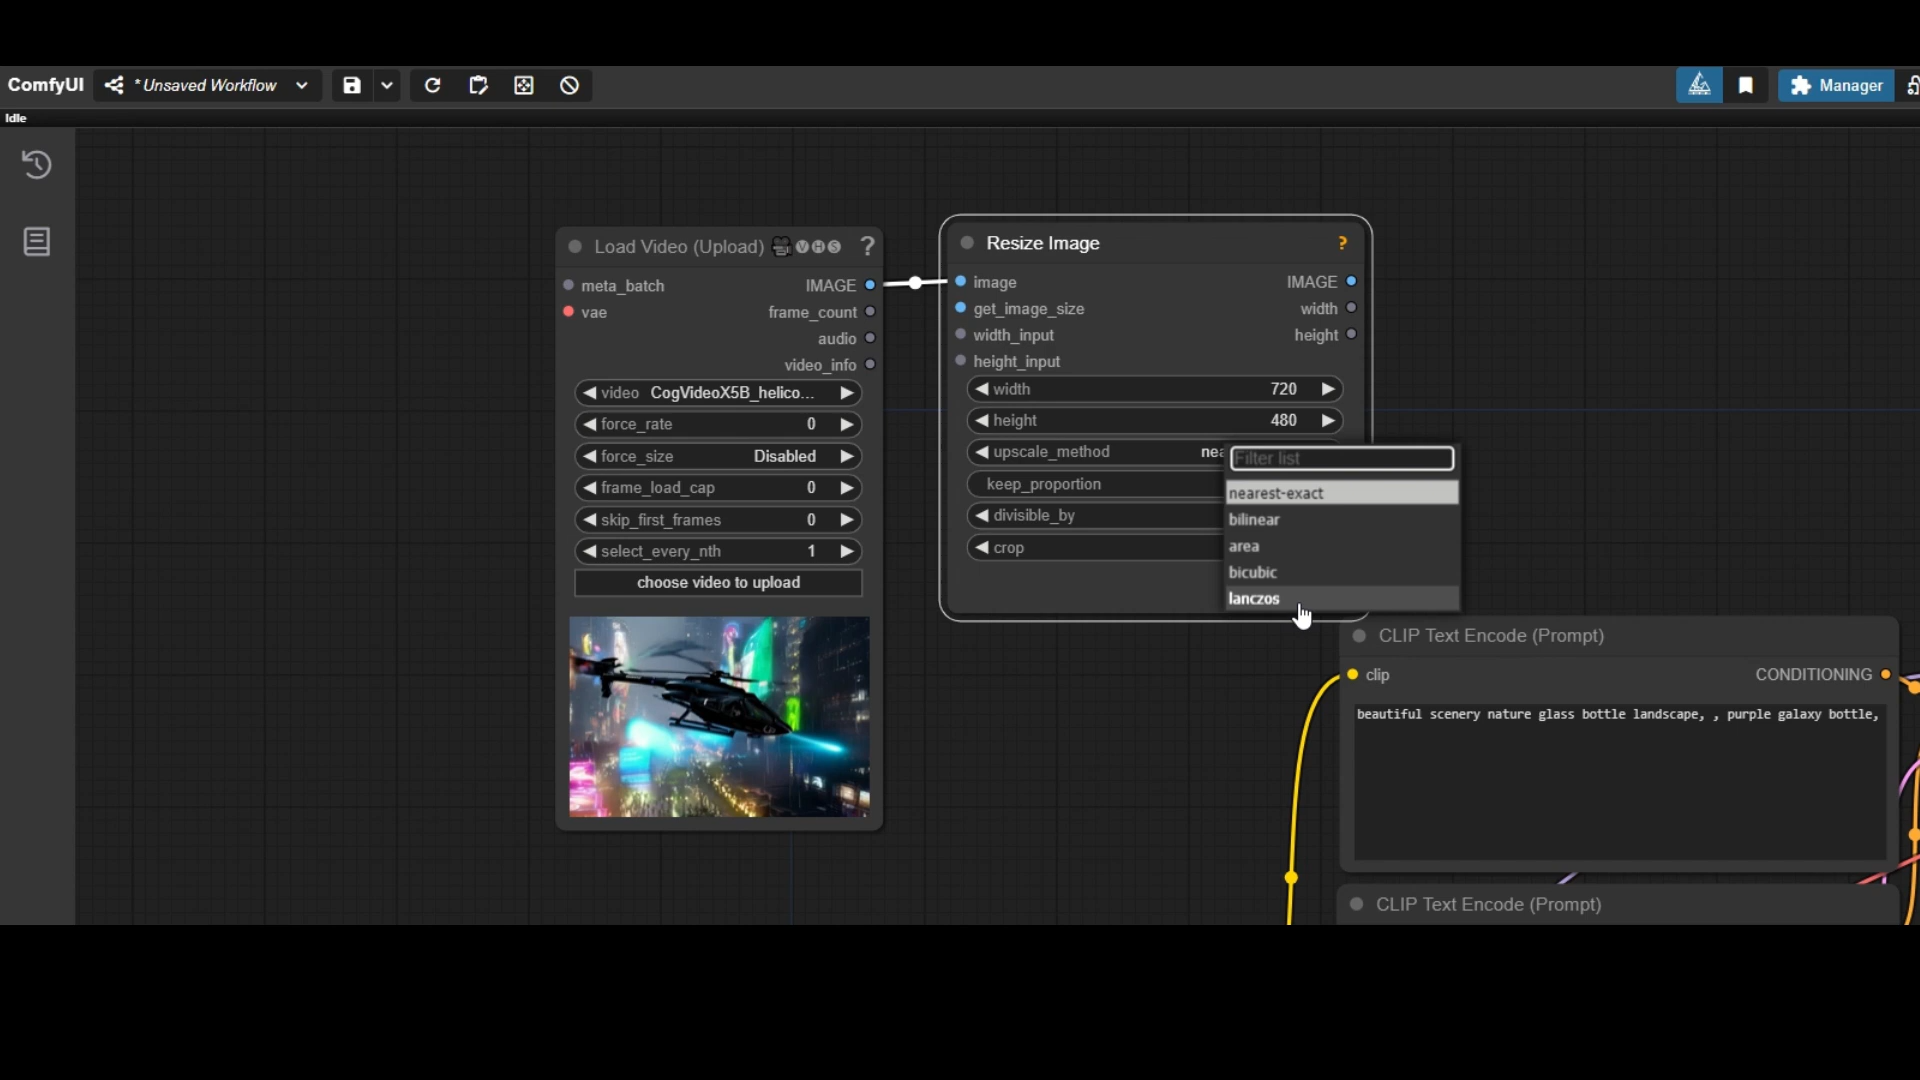 ComfyUI
* Unsaved Workflow
Manager
Idle
Load Video (Upload) VHS ?
meta_batch IMAGE
vae frame_count
audio
video_info
video CogVideoX5B_helico...
force_rate 0
force_size Disabled
frame_load_cap 0
skip_first_frames 0
select_every_nth 1
choose video to upload
Resize Image ?
image IMAGE
get_image_size width
width_input height
height_input
width 720
height 480
upscale_method nea
keep_proportion
divisible_by
crop
Filter list
nearest-exact
bilinear
area
bicubic
lanczos
CLIP Text Encode (Prompt)
clip CONDITIONING
beautiful scenery nature glass bottle landscape, , purple galaxy bottle,
CLIP Text Encode (Prompt)